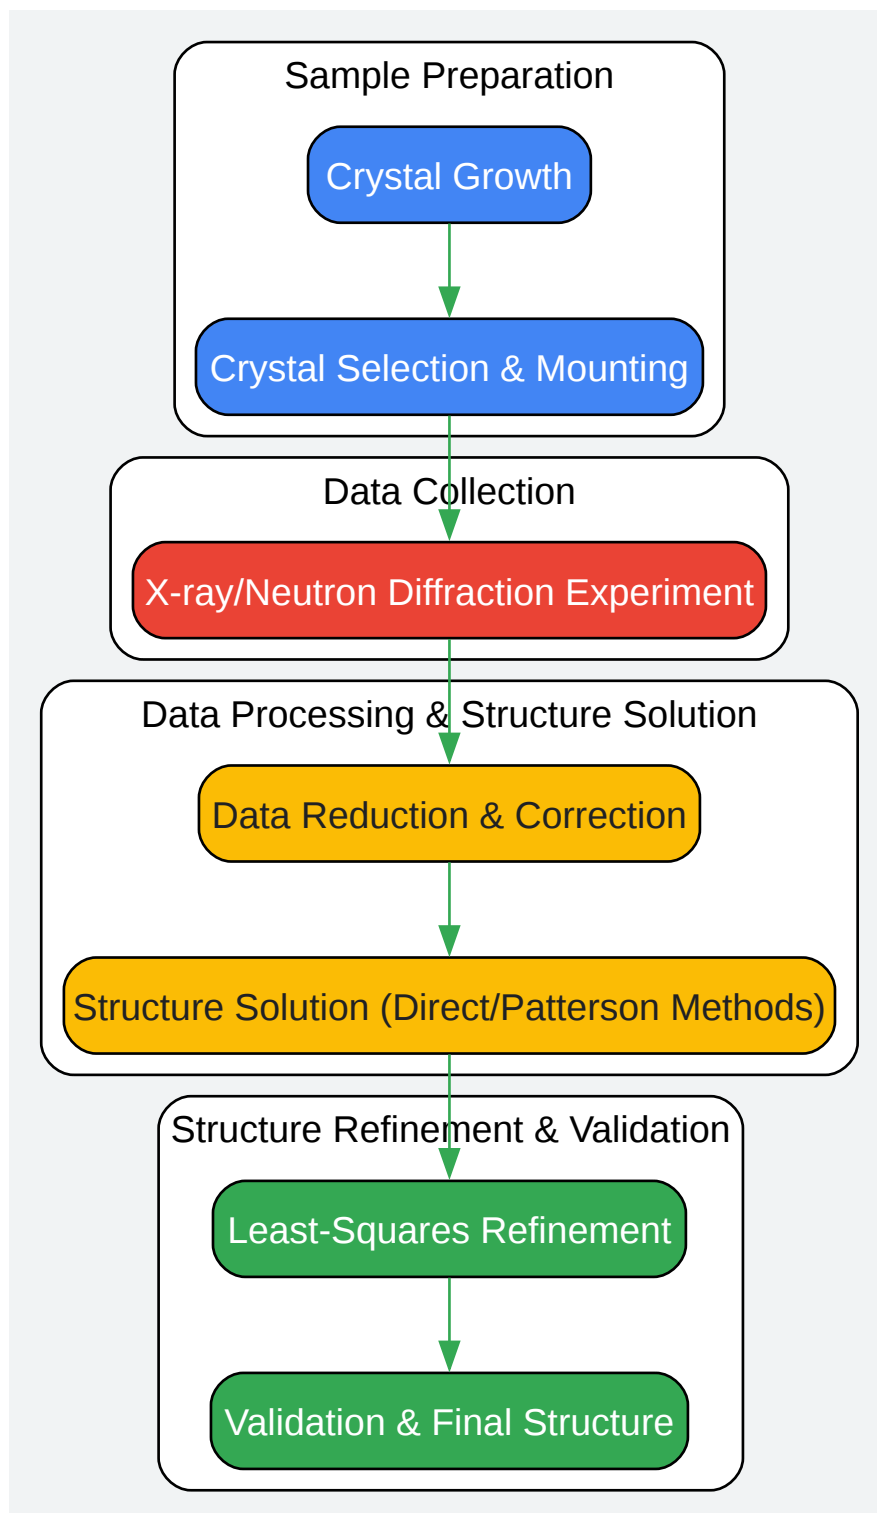 Sample Preparation
Crystal Growth
Crystal Selection & Mounting
Data Collection
X-ray/Neutron Diffraction Experiment
Data Processing & Structure Solution
Data Reduction & Correction
Structure Solution (Direct/Patterson Methods)
Structure Refinement & Validation
Least-Squares Refinement
Validation & Final Structure